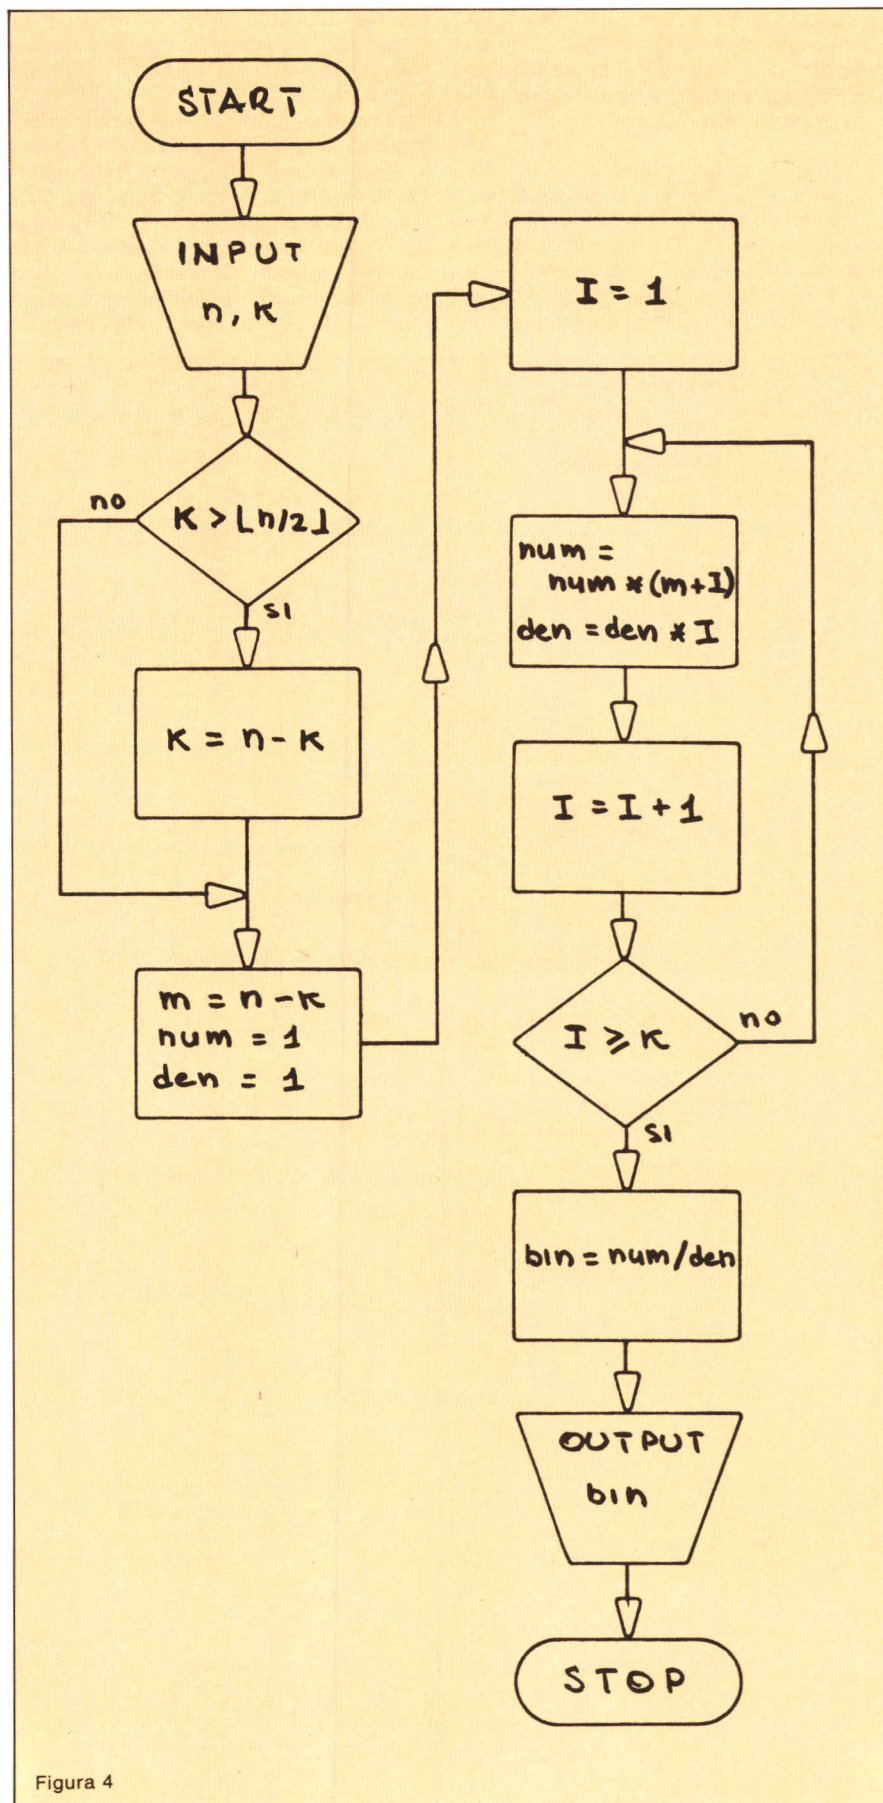 START
INPUT
n, K
K > ⌊n/2⌋
no
si
K = n - K
m = n - K
num = 1
den = 1
I = 1
num =
num * (m+I)
den = den * I
I = I + 1
I ⩾ K
no
si
bin = num/den
OUTPUT
bin
STOP
Figura 4